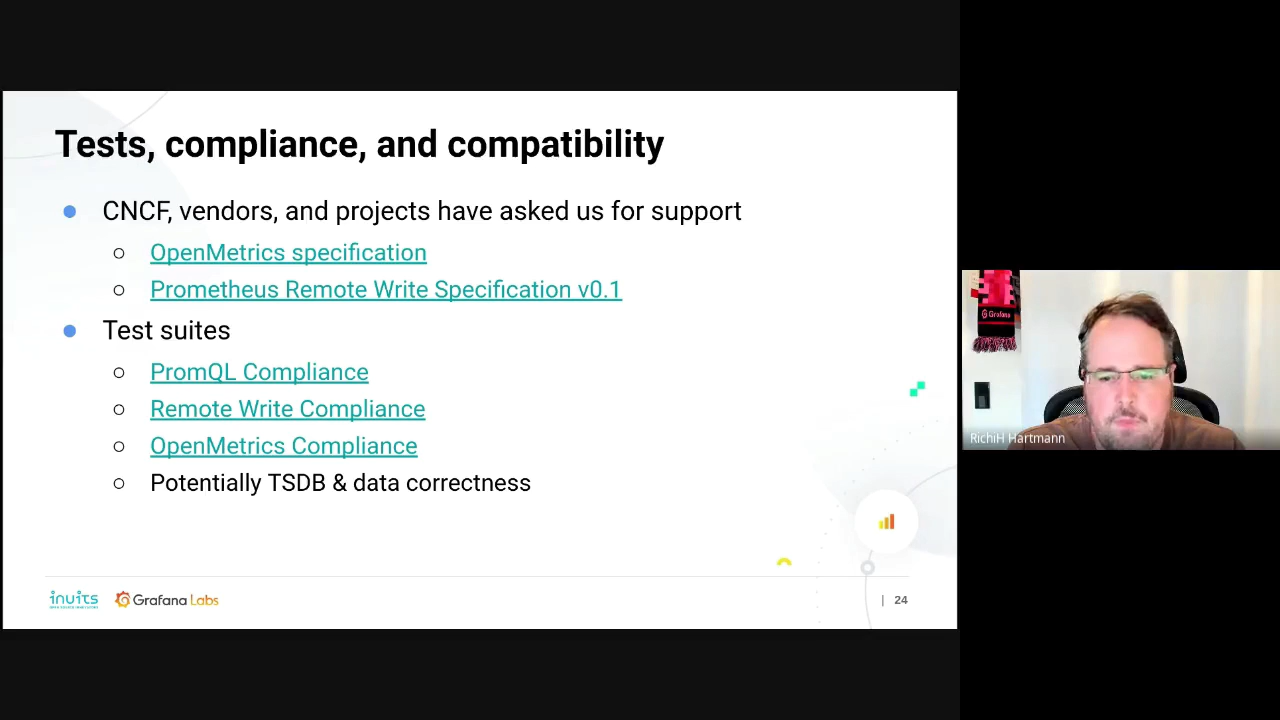 Tests, compliance, and compatibility
● CNCF, vendors, and projects have asked us for support
○ OpenMetrics specification
○ Prometheus Remote Write Specification v0.1
● Test suites
○ PromQL Compliance
○ Remote Write Compliance
○ OpenMetrics Compliance
○ Potentially TSDB & data correctness
inuits
Grafana Labs
| 24
Grafana
RichiH Hartmann